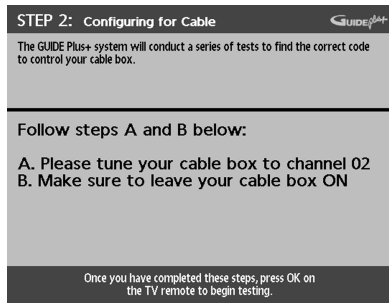 STEP 2: Configuring for Cable
GUIDE Plus+
The GUIDE Plus+ system will conduct a series of tests to find the correct code
to control your cable box.
Follow steps A and B below:
A. Please tune your cable box to channel 02
B. Make sure to leave your cable box ON
Once you have completed these steps, press OK on
the TV remote to begin testing.